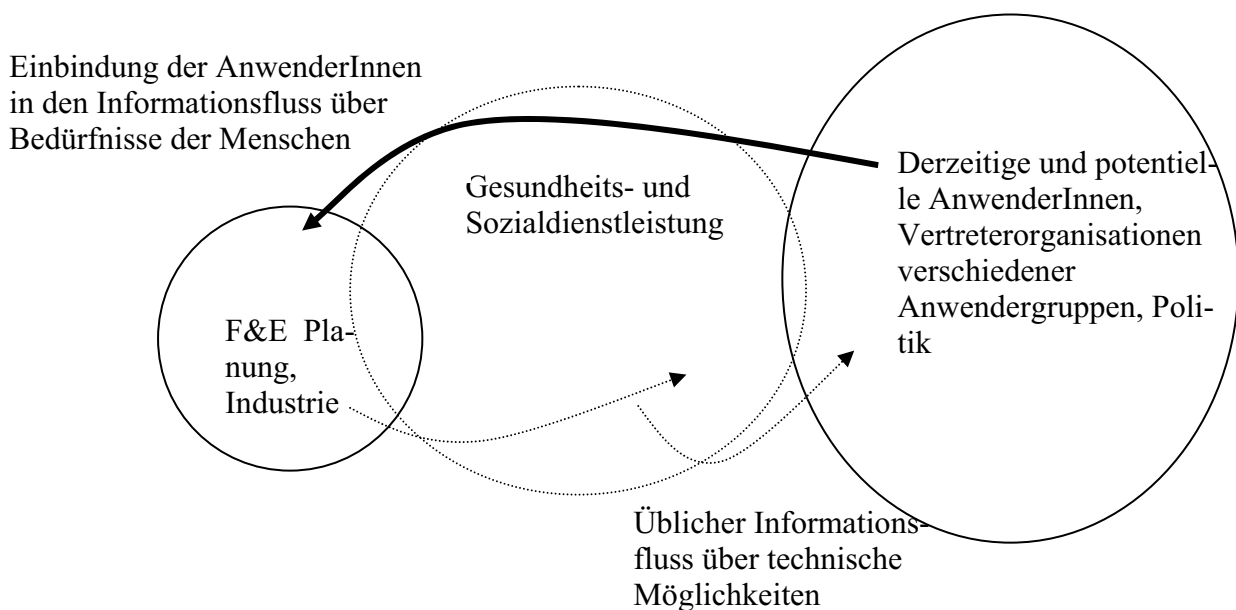 Einbindung der AnwenderInnen
in den Informationsfluss über
Bedürfnisse der Menschen
Gesundheits- und
Sozialdienstleistung
Derzeitige und potentiel-
le AnwenderInnen,
Vertreterorganisationen
verschiedener
Anwendergruppen, Poli-
tik
F&E Pla-
nung,
Industrie
Üblicher Informations-
fluss über technische
Möglichkeiten